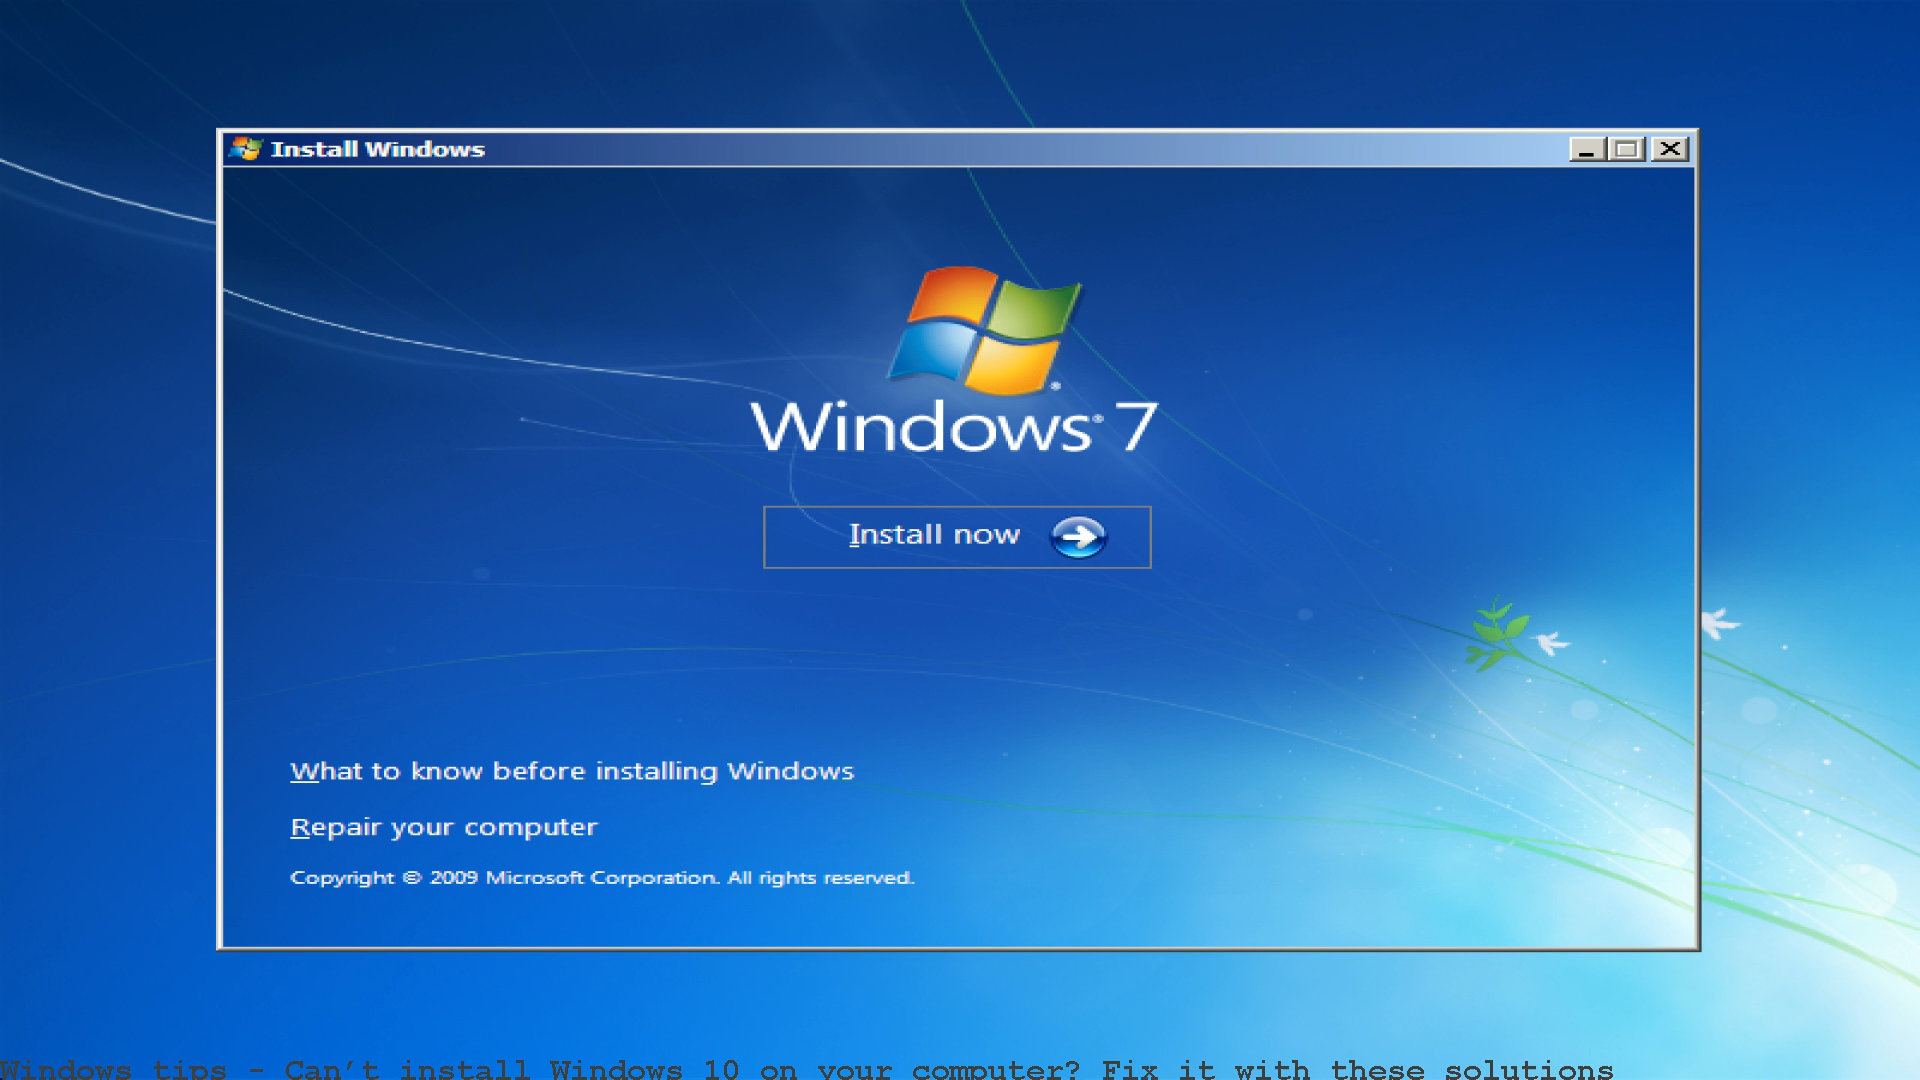 Install Windows
Windows® 7
Install now
What to know before installing Windows
Repair your computer
Copyright © 2009 Microsoft Corporation. All rights reserved.
Windows tips - Can't install Windows 10 on your computer? Fix it with these solutions